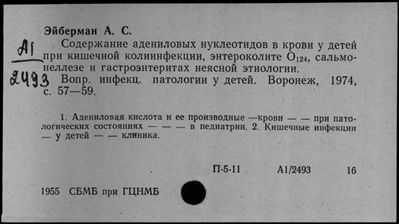 Эйберман А. С.
А1
2493
Содержание адениловых нуклеотидов в крови у детей
при кишечной колиинфекции, энтероколите О124, сальмо-
неллезе и гастроэнтеритах неясной этиологии.
Вопр. инфекц. патологии у детей. Воронеж, 1974,
с. 57—59.
1. Адениловая кислота и ее производные —крови — — при пато-
логических состояниях — — — в педиатрии. 2. Кишечные инфекции
— у детей — — клиника.
П-5-11 А1/2493 16
1955 СБМБ при ГЦНМБ